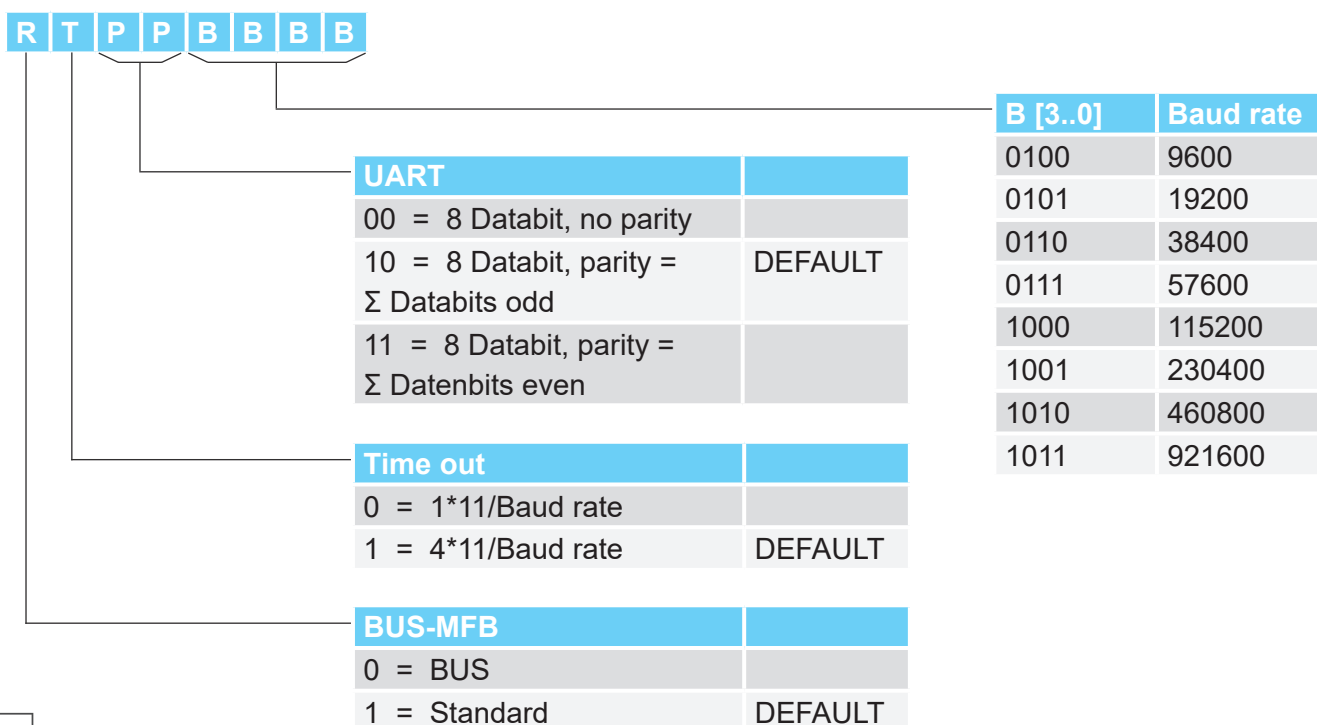 R T P P B B B B
B [3..0] Baud rate
0100 9600
0101 19200
0110 38400
0111 57600
1000 115200
1001 230400
1010 460800
1011 921600
UART
00 = 8 Databit, no parity
10 = 8 Databit, parity = DEFAULT
Σ Databits odd
11 = 8 Databit, parity =
Σ Datenbits even
Time out
0 = 1*11/Baud rate
1 = 4*11/Baud rate DEFAULT
BUS-MFB
0 = BUS
1 = Standard DEFAULT